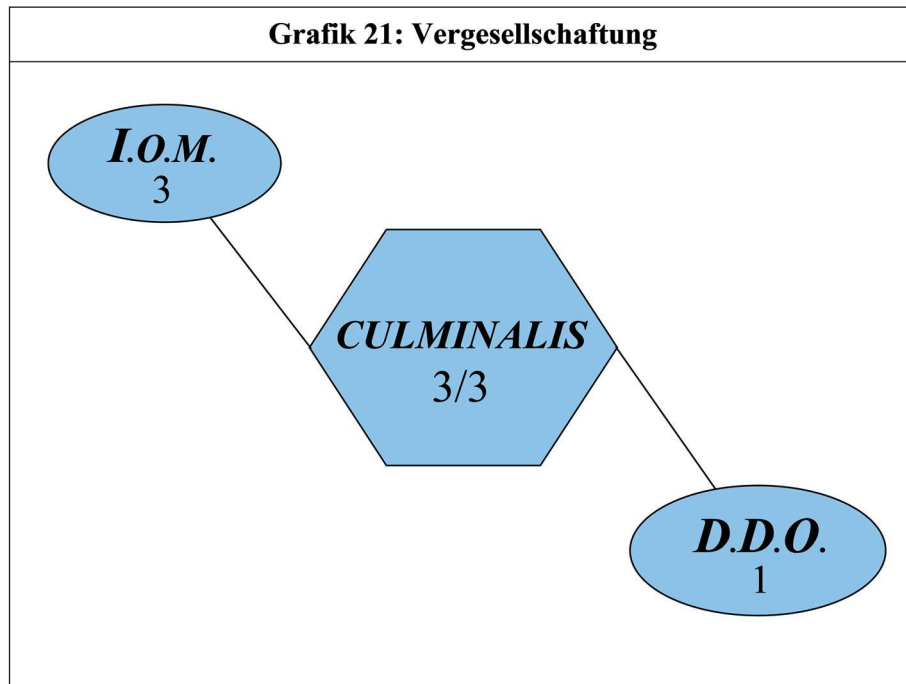 Grafik 21: Vergesellschaftung
I.O.M.
3
CULMINALIS
3/3
D.D.O.
1